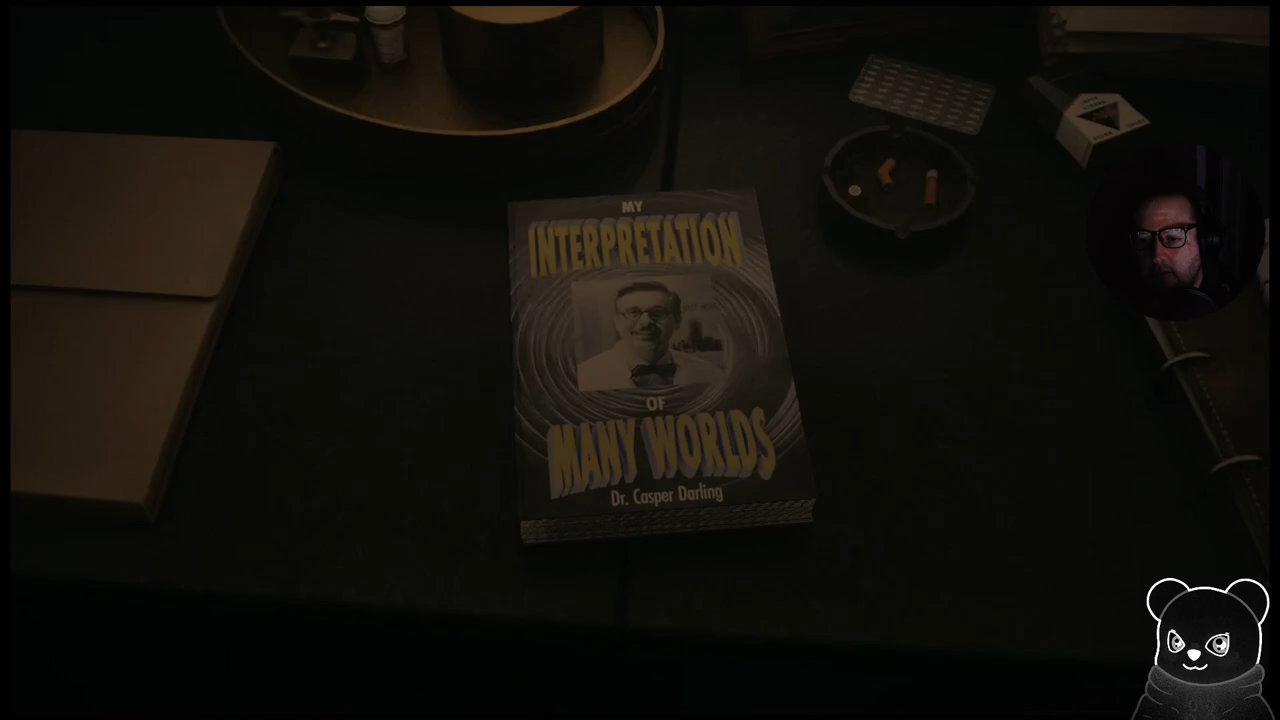 MY
INTERPRETATION
OF
MANY WORLDS
Dr. Casper Darling